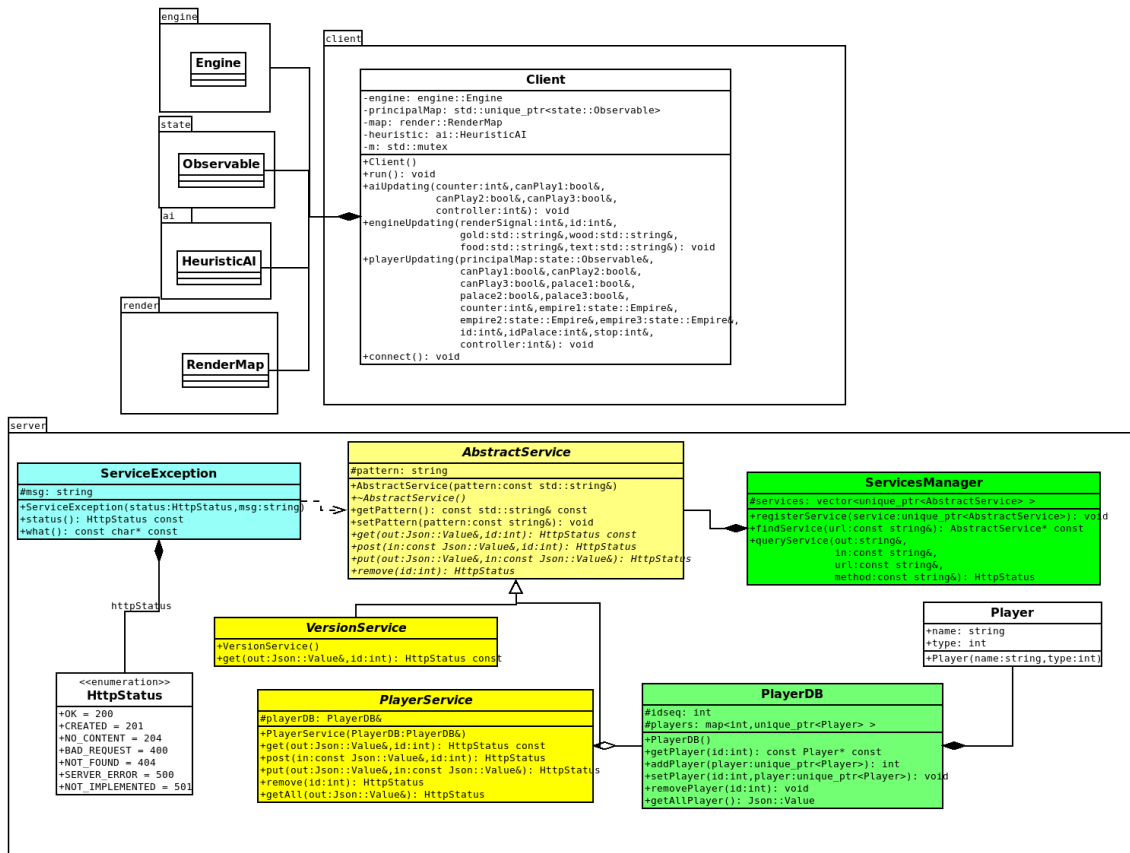 engine
Engine
state
Observable
ai
HeuristicAI
render
RenderMap
client
Client
-engine: engine::Engine
-principalMap: std::unique_ptr<state::Observable>
-map: render::RenderMap
-heuristic: ai::HeuristicAI
-m: std::mutex
+Client()
+run(): void
+aiUpdating(counter:int&,canPlay1:bool&,
canPlay2:bool&,canPlay3:bool&,
controller:int&): void
+engineUpdating(renderSignal:int&,id:int&,
gold:std::string&,wood:std::string&,
food:std::string&,text:std::string&): void
+playerUpdating(principalMap:state::Observable&,
canPlay1:bool&,canPlay2:bool&,
canPlay3:bool&,palace1:bool&,
palace2:bool&,palace3:bool&,
counter:int&,empire1:state::Empire&,
empire2:state::Empire&,empire3:state::Empire&,
id:int&,idPalace:int&,stop:int&,
controller:int&): void
+connect(): void
server
ServiceException
#msg: string
+ServiceException(status:HttpStatus,msg:string)
+status(): HttpStatus const
+what(): const char* const
httpStatus
<<enumeration>>
HttpStatus
+OK = 200
+CREATED = 201
+NO_CONTENT = 204
+BAD_REQUEST = 400
+NOT_FOUND = 404
+SERVER_ERROR = 500
+NOT_IMPLEMENTED = 501
AbstractService
#pattern: string
+AbstractService(pattern:const std::string&)
+~AbstractService()
+getPattern(): const std::string& const
+setPattern(pattern:const string&): void
+get(out:Json::Value&,id:int): HttpStatus const
+post(in:const Json::Value&,id:int): HttpStatus
+put(out:Json::Value&,in:const Json::Value&): HttpStatus
+remove(id:int): HttpStatus
ServicesManager
#services: vector<unique_ptr<AbstractService> >
+registerService(service:unique_ptr<AbstractService>): void
+findService(url:const string&): AbstractService* const
+queryService(out:string&,
in:const string&,
url:const string&,
method:const string&): HttpStatus
VersionService
+VersionService()
+get(out:Json::Value&,id:int): HttpStatus const
PlayerService
#playerDB: PlayerDB&
+PlayerService(PlayerDB:PlayerDB&)
+get(out:Json::Value&,id:int): HttpStatus const
+post(in:const Json::Value&,id:int): HttpStatus
+put(out:Json::Value&,in:const Json::Value&): HttpStatus
+remove(id:int): HttpStatus
+getAll(out:Json::Value&): HttpStatus
PlayerDB
#idseq: int
#players: map<int,unique_ptr<Player> >
+PlayerDB()
+getPlayer(id:int): const Player* const
+addPlayer(player:unique_ptr<Player>): int
+setPlayer(id:int,player:unique_ptr<Player>): void
+removePlayer(id:int): void
+getAllPlayer(): Json::Value
Player
+name: string
+type: int
+Player(name:string,type:int)